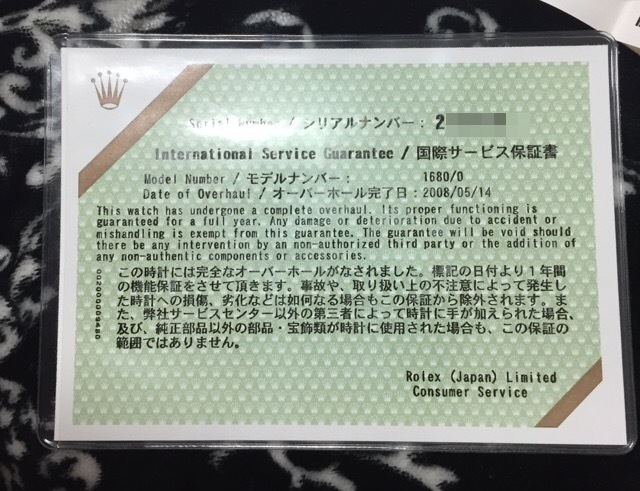 Serial Number / シリアルナンバー: 2
International Service Guarantee / 国際サービス保証書
Model Number / モデルナンバー: 1680/0
Date of Overhaul / オーバーホール完了日: 2008/05/14
This watch has undergone a complete overhaul. Its proper functioning is
guaranteed for a full year. Any damage or deterioration due to accident or
mishandling is exempt from this guarantee. The guarantee will be void should
there be any intervention by an non-authorized third party or the addition of
any non-authentic components or accessories.
この時計には完全なオーバーホールがなされました。標記の日付より1年間
の機能保証をさせて頂きます。事故や、取り扱い上の不注意によって発生し
た時計への損傷、劣化などは如何なる場合もこの保証から除外されます。ま
た、弊社サービスセンター以外の第三者によって時計に手が加えられた場合、
及び、純正部品以外の部品・宝飾類が時計に使用された場合も、この保証の
範囲ではありません。
Rolex (Japan) Limited
Consumer Service